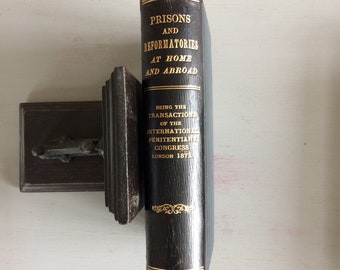 PRISONS
AND
REFORMATORIES
AT HOME
AND ABROAD
BEING THE
TRANSACTIONS
OF THE
INTERNATIONAL
PENITENTIARY
CONGRESS
LONDON 1872.